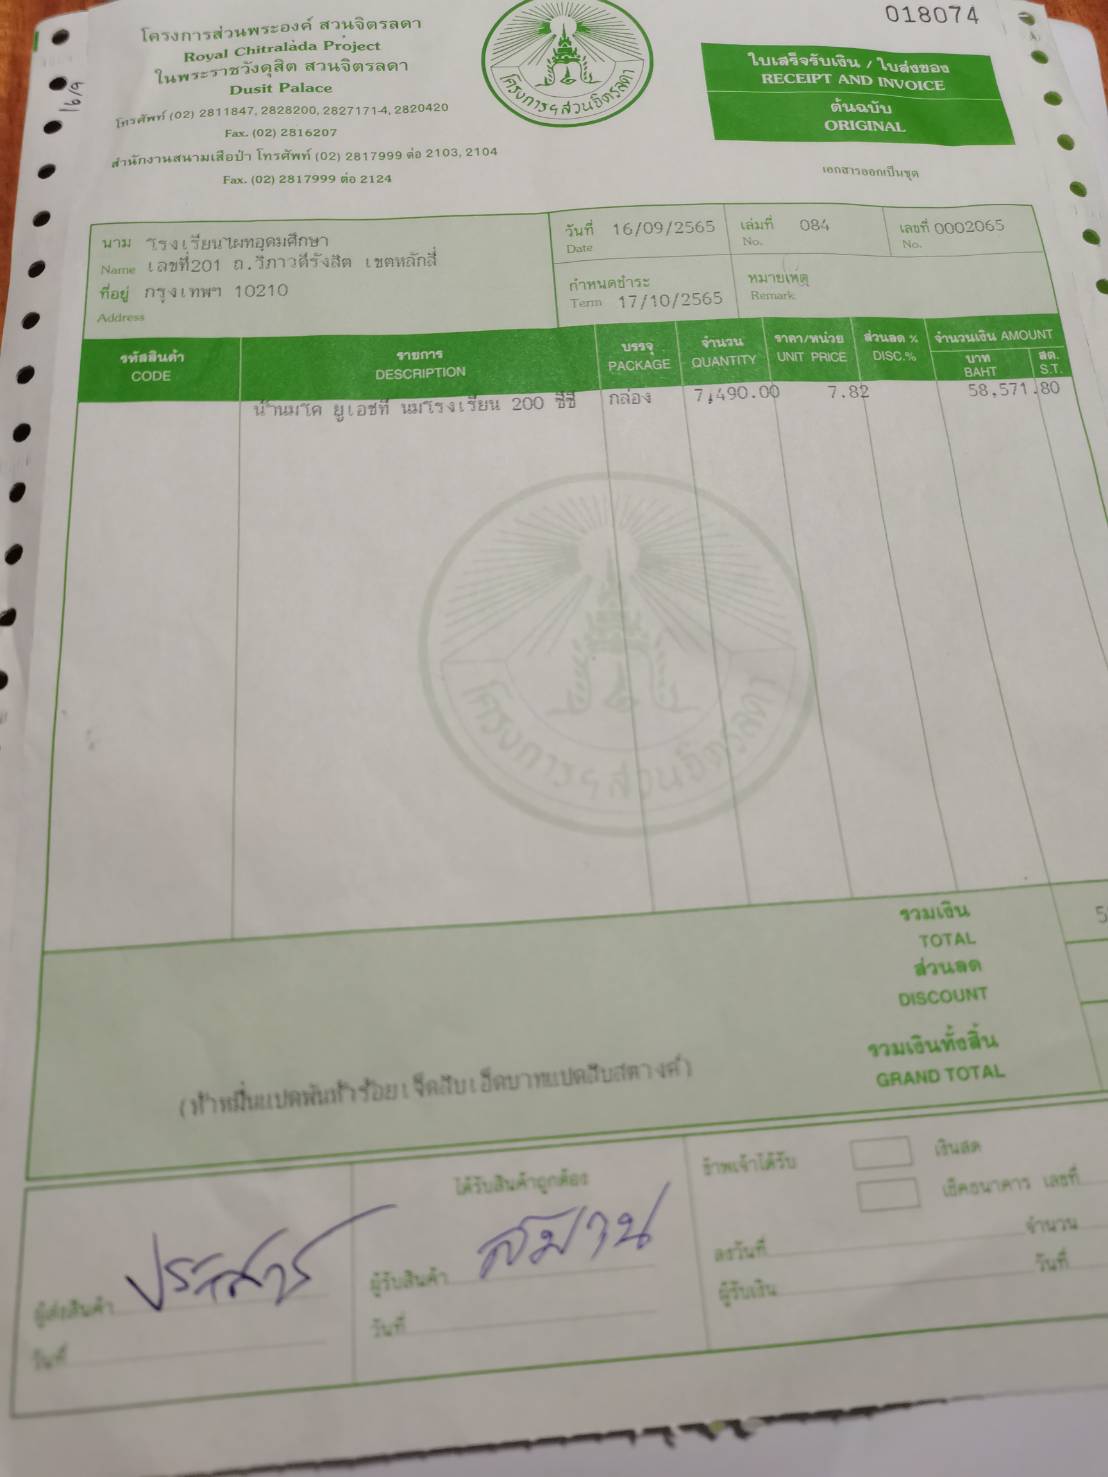 โครงการส่วนพระองค์ สวนจิตรลดา
Royal Chitralada Project
ในพระราชวังดุสิต สวนจิตรลดา
Dusit Palace
โทรศัพท์ (02) 2811847, 2828200, 2827171-4, 2820420
Fax. (02) 2816207
สำนักงานสนามเสือป่า โทรศัพท์ (02) 2817999 ต่อ 2103, 2104
Fax. (02) 2817999 ต่อ 2124
16/9
โครงการฯส่วนจิตรลดา
018074
ใบเสร็จรับเงิน / ใบส่งของ
RECEIPT AND INVOICE
ต้นฉบับ
ORIGINAL
เอกสารออกเป็นชุด
นาม โรงเรียนไผทอุดมศึกษา
Name เลขที่201 ถ.วิภาวดีรังสิต เขตหลักสี่
ที่อยู่ กรุงเทพฯ 10210
Address
วันที่ 16/09/2565 เล่มที่ 084 เลขที่ 0002065
Date No. No.
กำหนดชำระ หมายเหตุ
Term 17/10/2565 Remark
รหัสสินค้า รายการ บรรจุ จำนวน ราคา/หน่วย ส่วนลด % จำนวนเงิน AMOUNT
CODE DESCRIPTION PACKAGE QUANTITY UNIT PRICE DISC.% บาท สต.
BAHT S.T.
น้ำนมโค ยูเอชที นมโรงเรียน 200 ซีซี กล่อง 7,490.00 7.82 58,571.80
โครงการฯส่วนจิตรลดา
รวมเงิน
TOTAL
ส่วนลด
DISCOUNT
รวมเงินทั้งสิ้น
GRAND TOTAL
(ห้าหมื่นแปดพันห้าร้อยเจ็ดสิบเอ็ดบาทแปดสิบสตางค์)
ได้รับสินค้าถูกต้อง
ข้าพเจ้าได้รับ เงินสด
เช็คธนาคาร เลขที่
ลงวันที่ จำนวน
ผู้รับเงิน วันที่
ผู้ส่งสินค้า
วันที่
ผู้รับสินค้า สมาน
วันที่